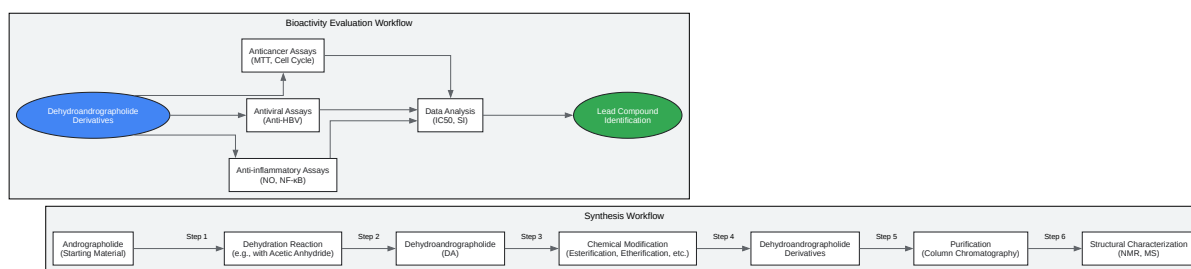 Bioactivity Evaluation Workflow
Anticancer Assays
(MTT, Cell Cycle)
Dehydroandrographolide
Derivatives
Antiviral Assays
(Anti-HBV)
Data Analysis
(IC50, SI)
Lead Compound
Identification
Anti-inflammatory Assays
(NO, NF-κB)
Synthesis Workflow
Andrographolide
(Starting Material)
Step 1
Dehydration Reaction
(e.g., with Acetic Anhydride)
Step 2
Dehydroandrographolide
(DA)
Step 3
Chemical Modification
(Esterification, Etherification, etc.)
Step 4
Dehydroandrographolide
Derivatives
Step 5
Purification
(Column Chromatography)
Step 6
Structural Characterization
(NMR, MS)